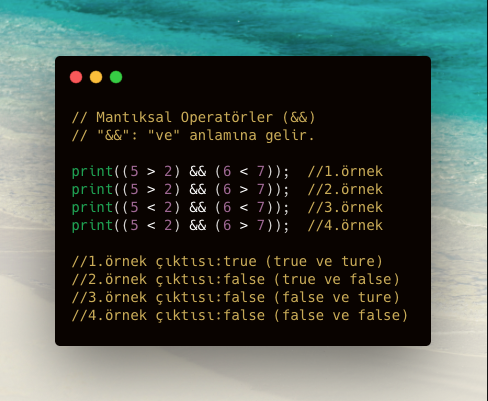 // Mantıksal Operatörler (&&)
// "&&": "ve" anlamına gelir.
print((5 > 2) && (6 < 7));  //1.örnek
print((5 > 2) && (6 > 7));  //2.örnek
print((5 < 2) && (6 < 7));  //3.örnek
print((5 < 2) && (6 > 7));  //4.örnek
//1.örnek çıktısı:true (true ve ture)
//2.örnek çıktısı:false (true ve false)
//3.örnek çıktısı:false (false ve ture)
//4.örnek çıktısı:false (false ve false)